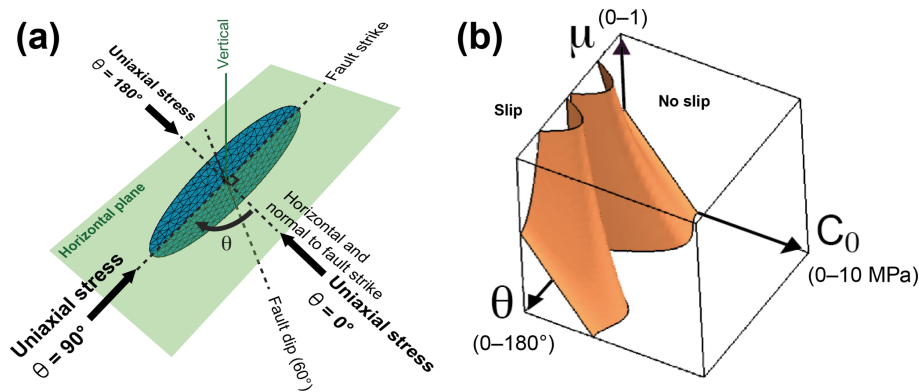 (a)
Uniaxial stress
θ = 180°
Vertical
Fault strike
Horizontal plane
θ
Horizontal and
normal to fault strike
Uniaxial stress
θ = 90°
Fault dip (60°)
Uniaxial stress
θ = 0°
(b)
μ (0–1)
Slip
No slip
C₀
(0–10 MPa)
θ
(0–180°)